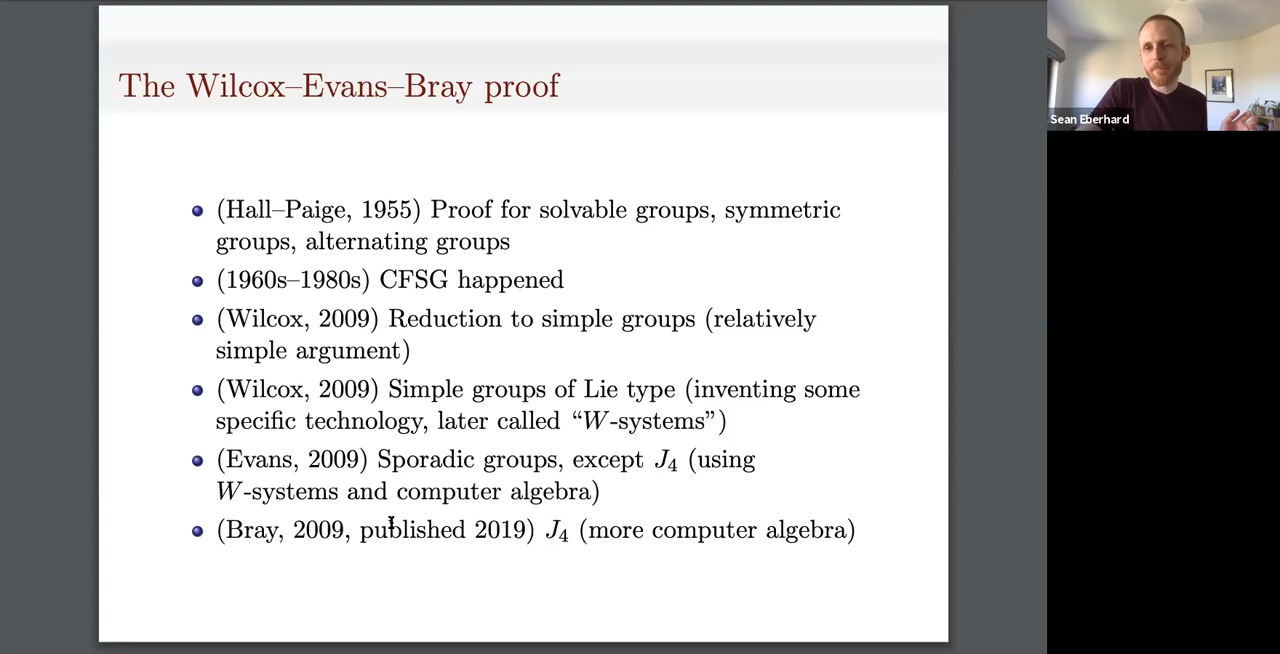 The Wilcox–Evans–Bray proof
(Hall–Paige, 1955) Proof for solvable groups, symmetric
groups, alternating groups
(1960s–1980s) CFSG happened
(Wilcox, 2009) Reduction to simple groups (relatively
simple argument)
(Wilcox, 2009) Simple groups of Lie type (inventing some
specific technology, later called “W-systems”)
(Evans, 2009) Sporadic groups, except J₄ (using
W-systems and computer algebra)
(Bray, 2009, published 2019) J₄ (more computer algebra)
Sean Eberhard